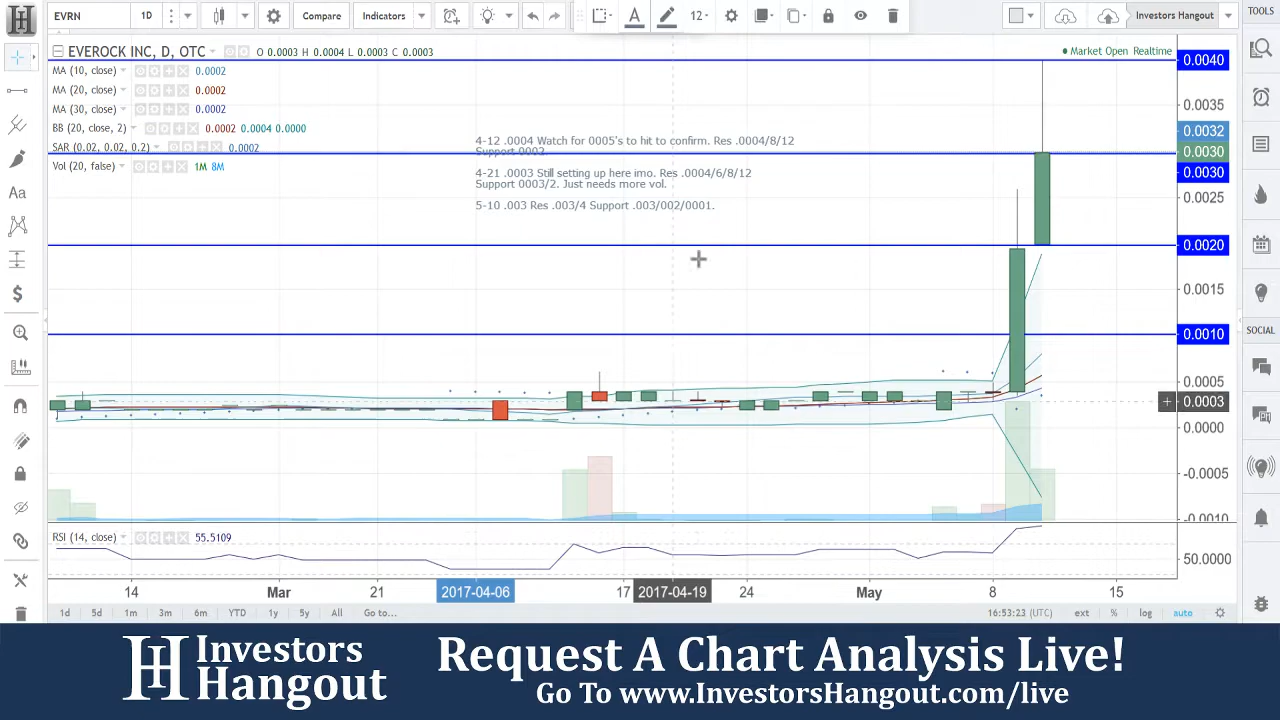 EVRN 1D Compare Indicators 12 Investors Hangout TOOLS
EVEROCK INC, D, OTC O 0.0003 H 0.0004 L 0.0003 C 0.0003 Market Open Realtime
MA (10, close) 0.0002
MA (20, close) 0.0002
MA (30, close) 0.0002
BB (20, close, 2) 0.0002 0.0004 0.0000
SAR (0.02, 0.02, 0.2) 0.0002
Vol (20, false) 1M 8M
4-12 .0004 Watch for 0005's to hit to confirm. Res .0004/8/12
Support 0002.
4-21 .0003 Still setting up here imo. Res .0004/6/8/12
Support 0003/2. Just needs more vol.
Res .003/4 Support .003/002/0001.
0.0040
0.0035
0.0032
0.0030
0.0030
0.0025
0.0020
0.0015
0.0010
0.0005
0.0003
0.0000
-0.0005
-0.0010
SOCIAL
RSI (14, close) 55.5109
50.0000
14 Mar 21 2017-04-06 17 2017-04-19 24 May 8 15
1d 5d 1m 3m 6m YTD 1y 5y All Go to... 16:53:23 (UTC) ext % log auto
Aa
H Investors Hangout
Request A Chart Analysis Live!
Go To www.InvestorsHangout.com/live